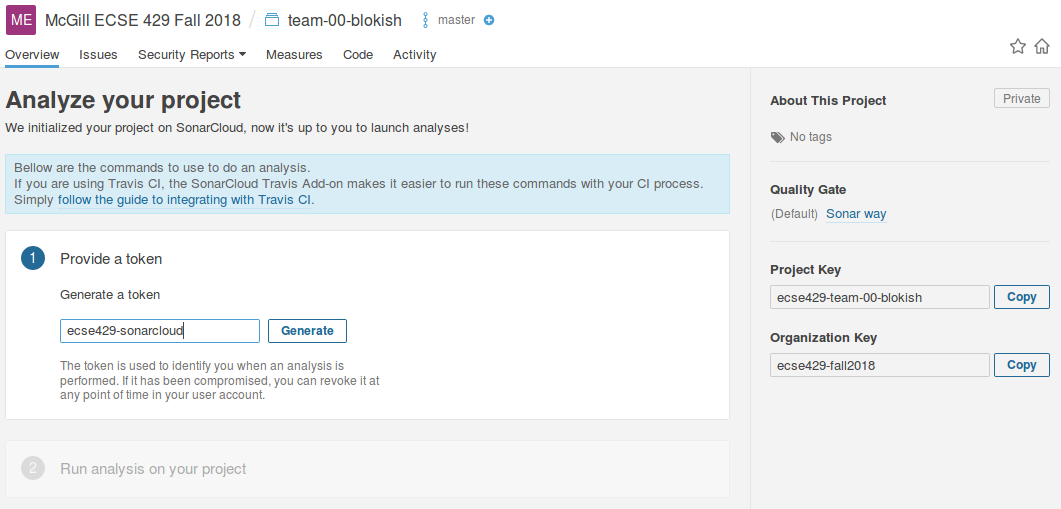 ME McGill ECSE 429 Fall 2018 / team-00-blokish master
Overview Issues Security Reports Measures Code Activity
Analyze your project
We initialized your project on SonarCloud, now it's up to you to launch analyses!
Bellow are the commands to use to do an analysis.
If you are using Travis CI, the SonarCloud Travis Add-on makes it easier to run these commands with your CI process.
Simply follow the guide to integrating with Travis CI.
1 Provide a token
Generate a token
ecse429-sonarcloud Generate
The token is used to identify you when an analysis is
performed. If it has been compromised, you can revoke it at
any point of time in your user account.
2 Run analysis on your project
About This Project Private
No tags
Quality Gate
(Default) Sonar way
Project Key
ecse429-team-00-blokish Copy
Organization Key
ecse429-fall2018 Copy